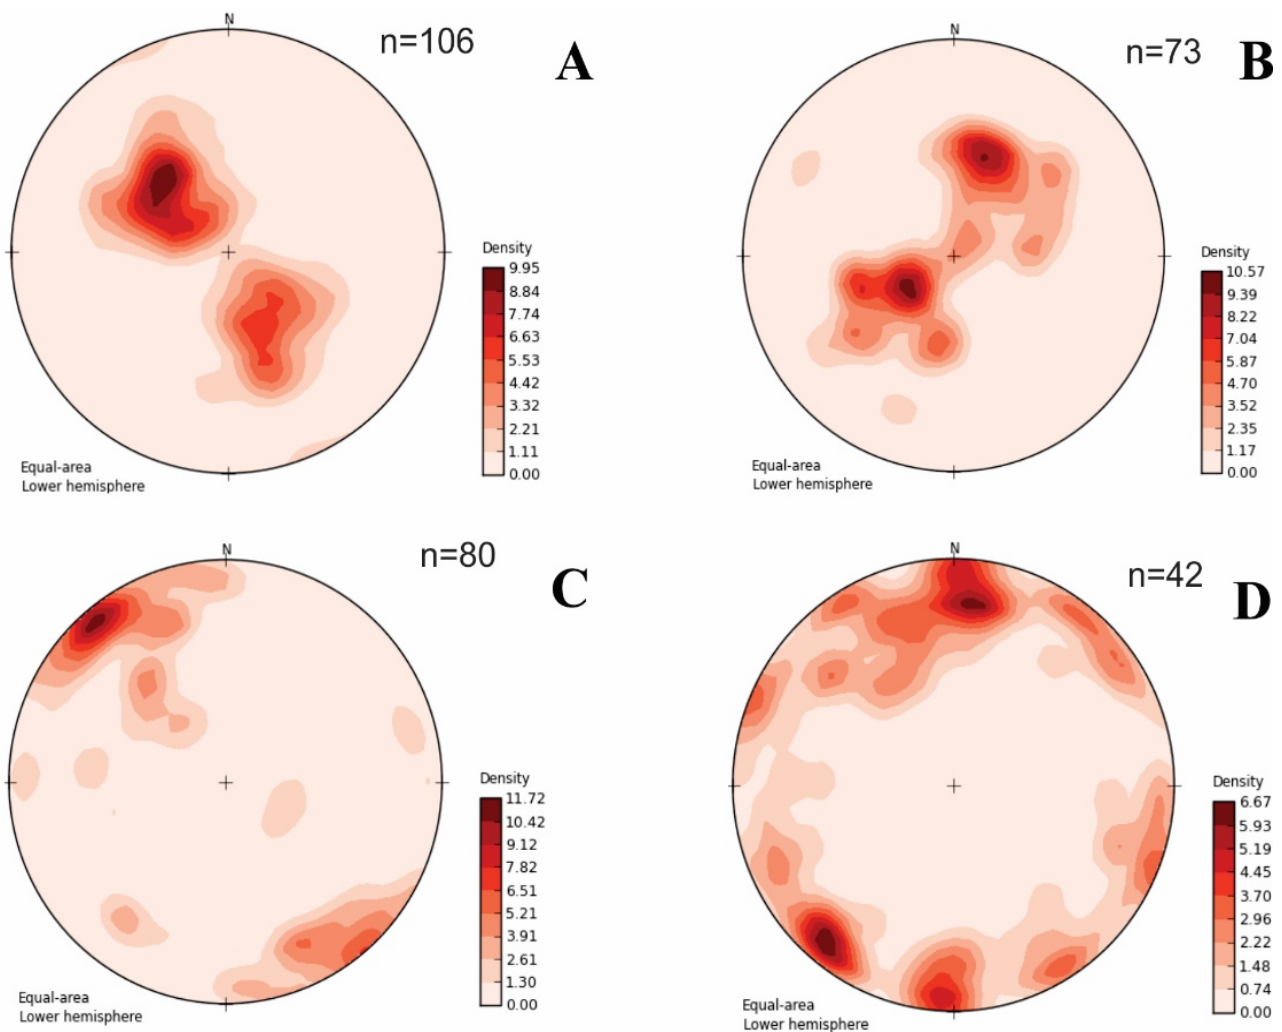 N
n=106
A
Density
9.95
8.84
7.74
6.63
5.53
4.42
3.32
2.21
1.11
0.00
Equal-area
Lower hemisphere
N
n=73
B
Density
10.57
9.39
8.22
7.04
5.87
4.70
3.52
2.35
1.17
0.00
Equal-area
Lower hemisphere
N
n=80
C
Density
11.72
10.42
9.12
7.82
6.51
5.21
3.91
2.61
1.30
0.00
Equal-area
Lower hemisphere
N
n=42
D
Density
6.67
5.93
5.19
4.45
3.70
2.96
2.22
1.48
0.74
0.00
Equal-area
Lower hemisphere